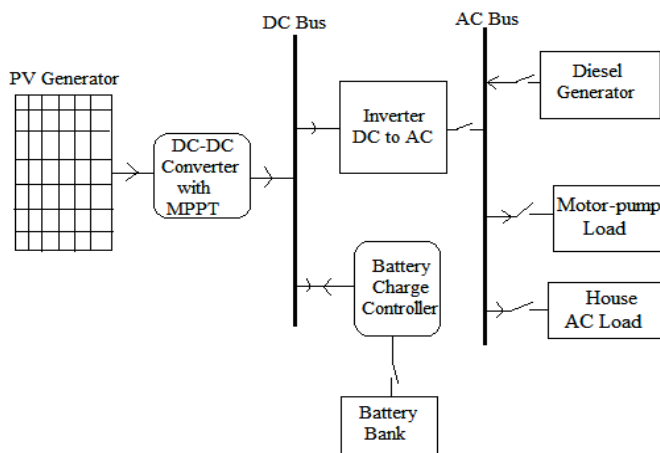 DC Bus
AC Bus
PV Generator
DC-DC
Converter
with
MPPT
Inverter
DC to AC
Diesel
Generator
Motor-pump
Load
Battery
Charge
Controller
House
AC Load
Battery
Bank